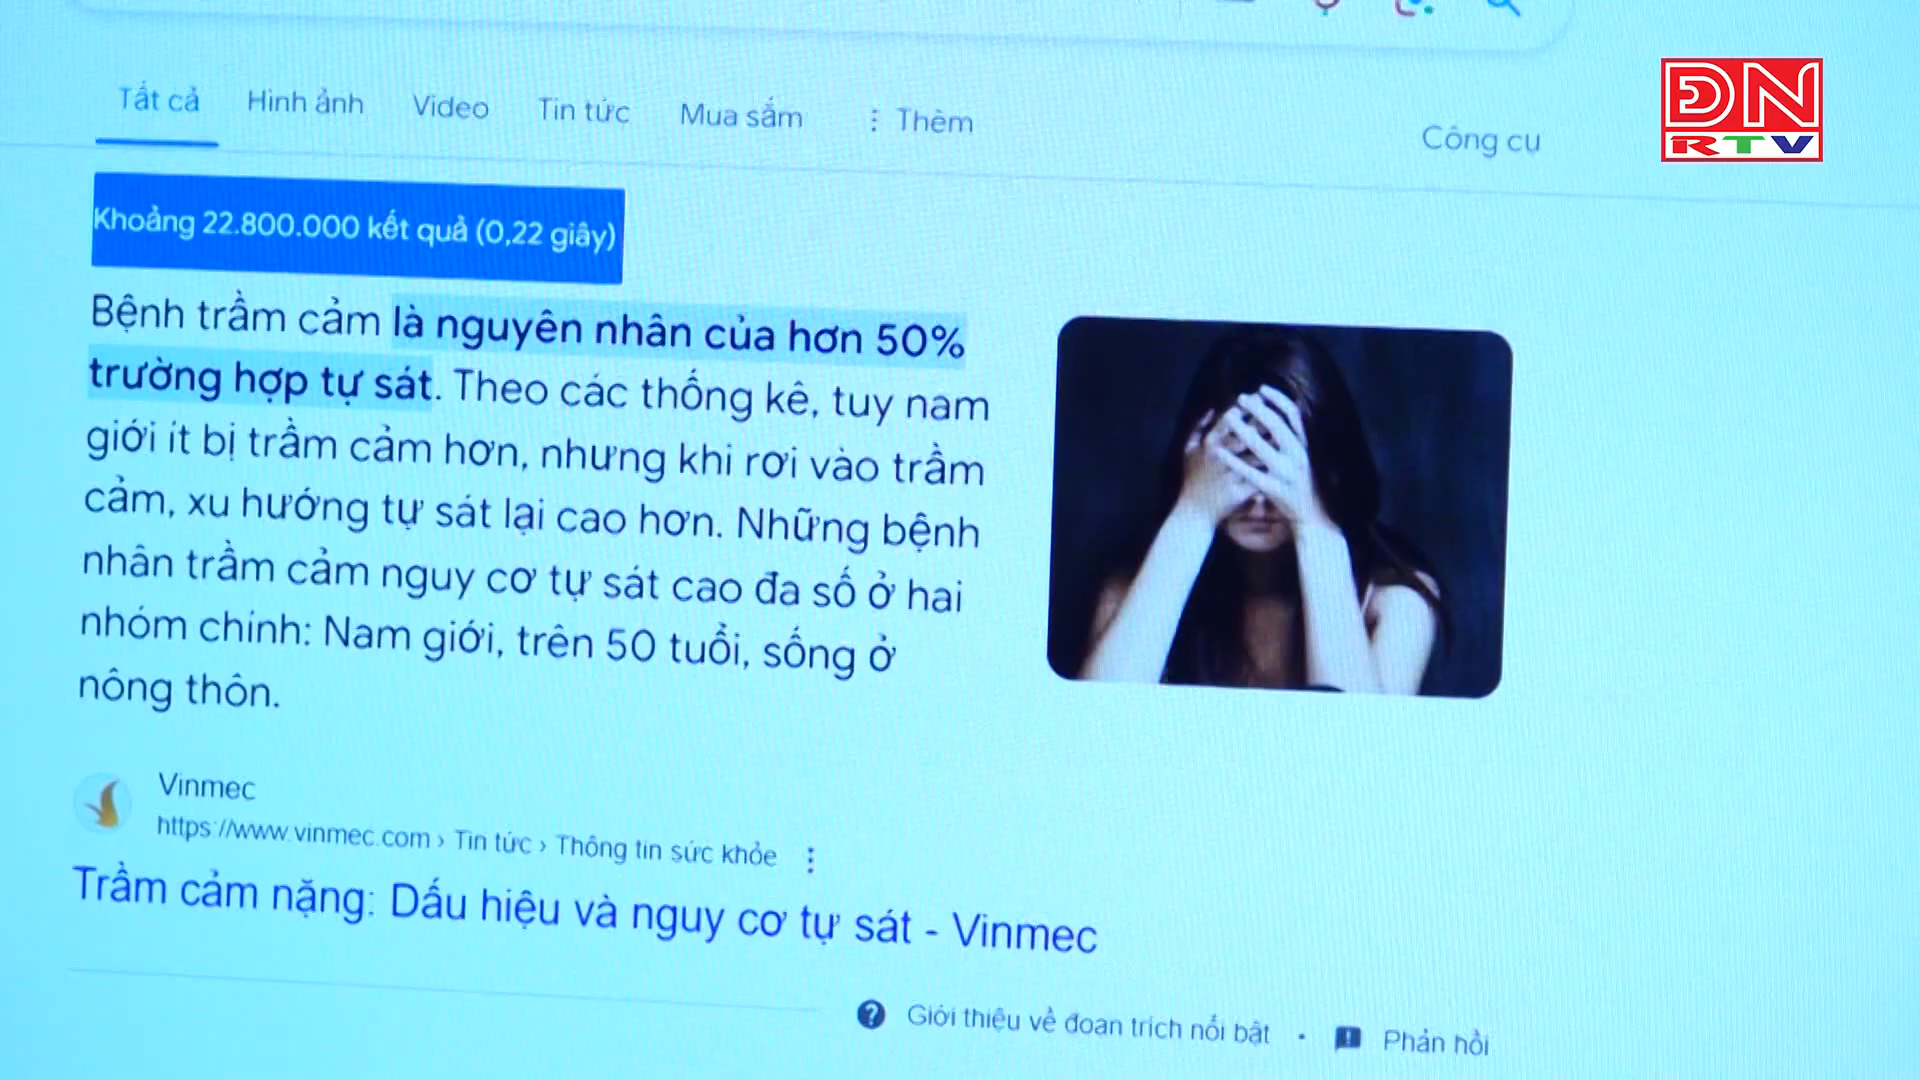 Tất cả Hình ảnh Video Tin tức Mua sắm Thêm Công cụ
ĐN
RTV
Khoảng 22.800.000 kết quả (0,22 giây)
Bệnh trầm cảm là nguyên nhân của hơn 50%
trường hợp tự sát. Theo các thống kê, tuy nam
giới ít bị trầm cảm hơn, nhưng khi rơi vào trầm
cảm, xu hướng tự sát lại cao hơn. Những bệnh
nhân trầm cảm nguy cơ tự sát cao đa số ở hai
nhóm chính: Nam giới, trên 50 tuổi, sống ở
nông thôn.
Vinmec
https://www.vinmec.com › Tin tức › Thông tin sức khỏe
Trầm cảm nặng: Dấu hiệu và nguy cơ tự sát - Vinmec
Giới thiệu về đoạn trích nổi bật • Phản hồi